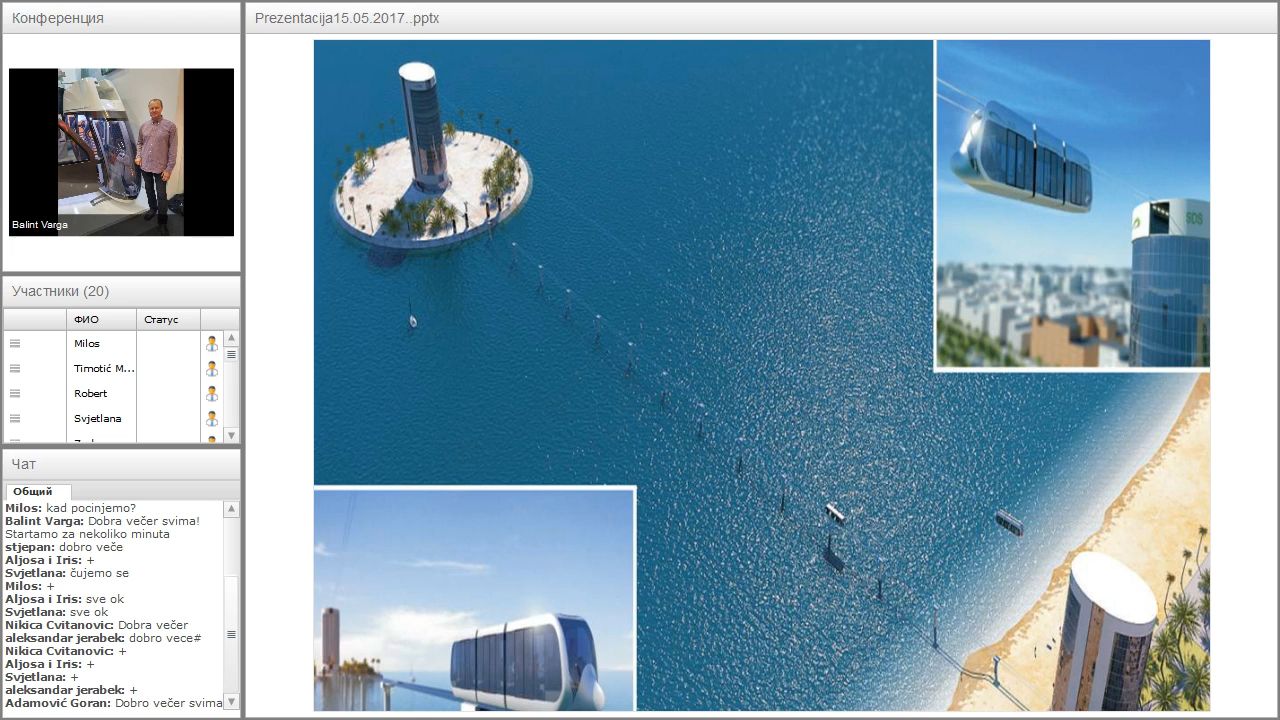 Конференция
Balint Varga
Участники (20)
ФИО Статус
Milos
Timotić M...
Robert
Svjetlana
Чат
Общий
Milos: kad pocinjemo?
Balint Varga: Dobra večer svima!
Startamo za nekoliko minuta
stjepan: dobro veče
Aljosa i Iris: +
Svjetlana: čujemo se
Milos: +
Aljosa i Iris: sve ok
Svjetlana: sve ok
Nikica Cvitanovic: Dobra večer
aleksandar jerabek: dobro vece#
Nikica Cvitanovic: +
Aljosa i Iris: +
Svjetlana: +
aleksandar jerabek: +
Adamović Goran: Dobro večer svima
Prezentacija15.05.2017..pptx
SDS